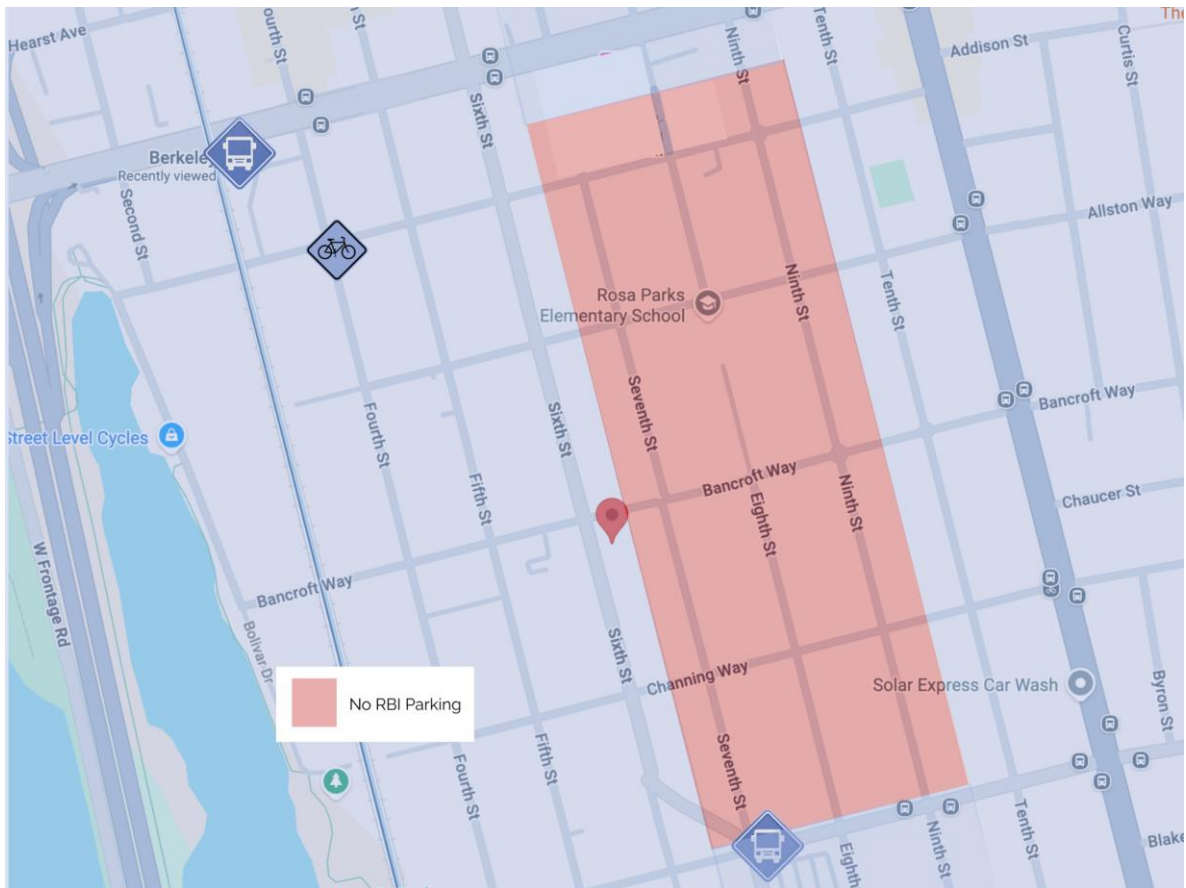 Hearst Ave
ourth St
h St
Sixth St
Ninth St
Tenth St
Addison St
Curtis St
The
Berkeley
Recently viewed
Second St
Allston Way
Rosa Parks
Elementary School
Ninth St
Tenth St
Street Level Cycles
Fourth St
Sixth St
Seventh St
Bancroft Way
Fifth St
Bancroft Way
Eighth St
Ninth St
Chaucer St
W Frontage Rd
Bancroft Way
Bolivar Dr
Sixth St
Channing Way
Solar Express Car Wash
Byron St
No RBI Parking
Fourth St
Fifth St
Seventh St
Eighth
Ninth St
Tenth St
Blake